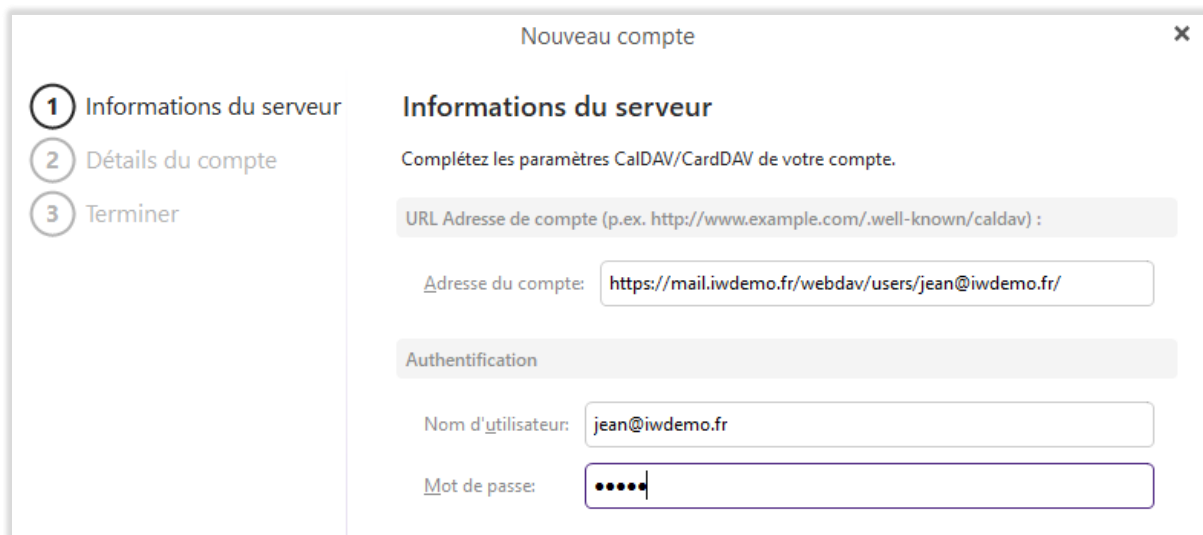 Nouveau compte
1 Informations du serveur
2 Détails du compte
3 Terminer
Informations du serveur
Complétez les paramètres CalDAV/CardDAV de votre compte.
URL Adresse de compte (p.ex. http://www.example.com/.well-known/caldav) :
Adresse du compte: https://mail.iwdemo.fr/webdav/users/jean@iwdemo.fr/
Authentification
Nom d'utilisateur: jean@iwdemo.fr
Mot de passe: •••••